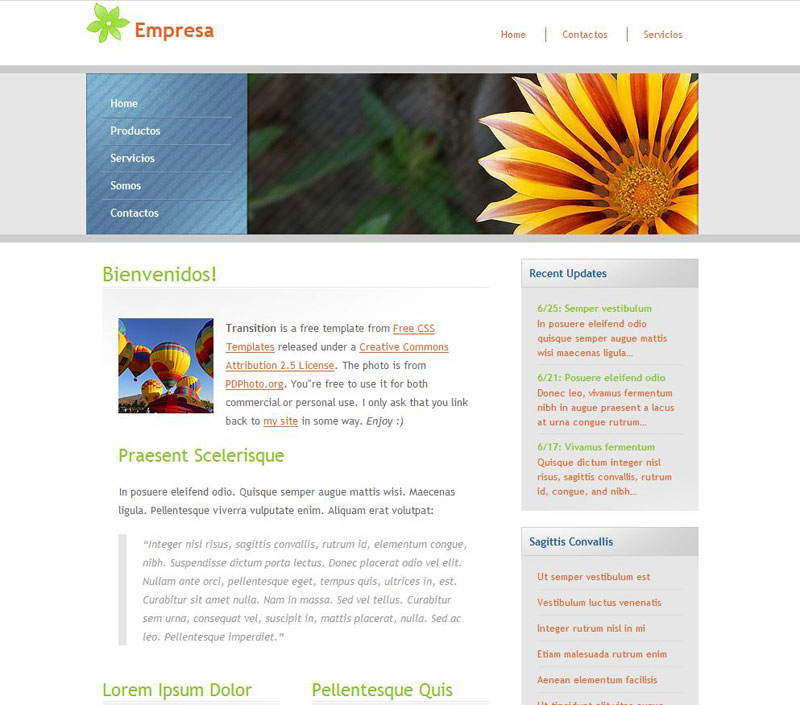 Empresa
Home
Contactos
Servicios
Home
Productos
Servicios
Somos
Contactos
Bienvenidos!
Transition is a free template from Free CSS
Templates released under a Creative Commons
Attribution 2.5 License. The photo is from
PDPhoto.org. You"re free to use it for both
commercial or personal use. I only ask that you link
back to my site in some way. Enjoy :)
Praesent Scelerisque
In posuere eleifend odio. Quisque semper augue mattis wisi. Maecenas
ligula. Pellentesque viverra vulputate enim. Aliquam erat volutpat:
“Integer nisl risus, sagittis convallis, rutrum id, elementum congue,
nibh. Suspendisse dictum porta lectus. Donec placerat odio vel elit.
Nullam ante orci, pellentesque eget, tempus quis, ultrices in, est.
Curabitur sit amet nulla. Nam in massa. Sed vel tellus. Curabitur
sem urna, consequat vel, suscipit in, mattis placerat, nulla. Sed ac
leo. Pellentesque imperdiet.”
Lorem Ipsum Dolor
Pellentesque Quis
Recent Updates
6/25: Semper vestibulum
In posuere eleifend odio
quisque semper augue mattis
wisi maecenas ligula...
6/21: Posuere eleifend odio
Donec leo, vivamus fermentum
nibh in augue praesent a lacus
at urna congue rutrum...
6/17: Vivamus fermentum
Quisque dictum integer nisl
risus, sagittis convallis, rutrum
id, congue, and nibh...
Sagittis Convallis
Ut semper vestibulum est
Vestibulum luctus venenatis
Integer rutrum nisl in mi
Etiam malesuada rutrum enim
Aenean elementum facilisis